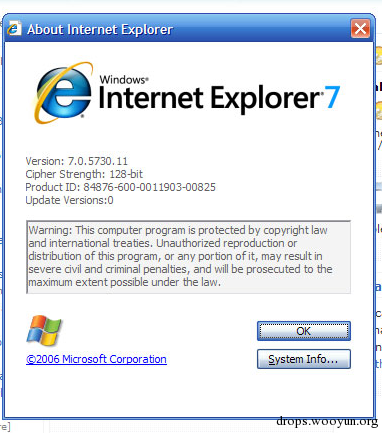 About Internet Explorer
Windows®
Internet Explorer 7
Version: 7.0.5730.11
Cipher Strength: 128-bit
Product ID: 84876-600-0011903-00825
Update Versions:0
Warning: This computer program is protected by copyright law
and international treaties. Unauthorized reproduction or
distribution of this program, or any portion of it, may result in
severe civil and criminal penalties, and will be prosecuted to the
maximum extent possible under the law.
OK
©2006 Microsoft Corporation
System Info...
drops.wooyun.org